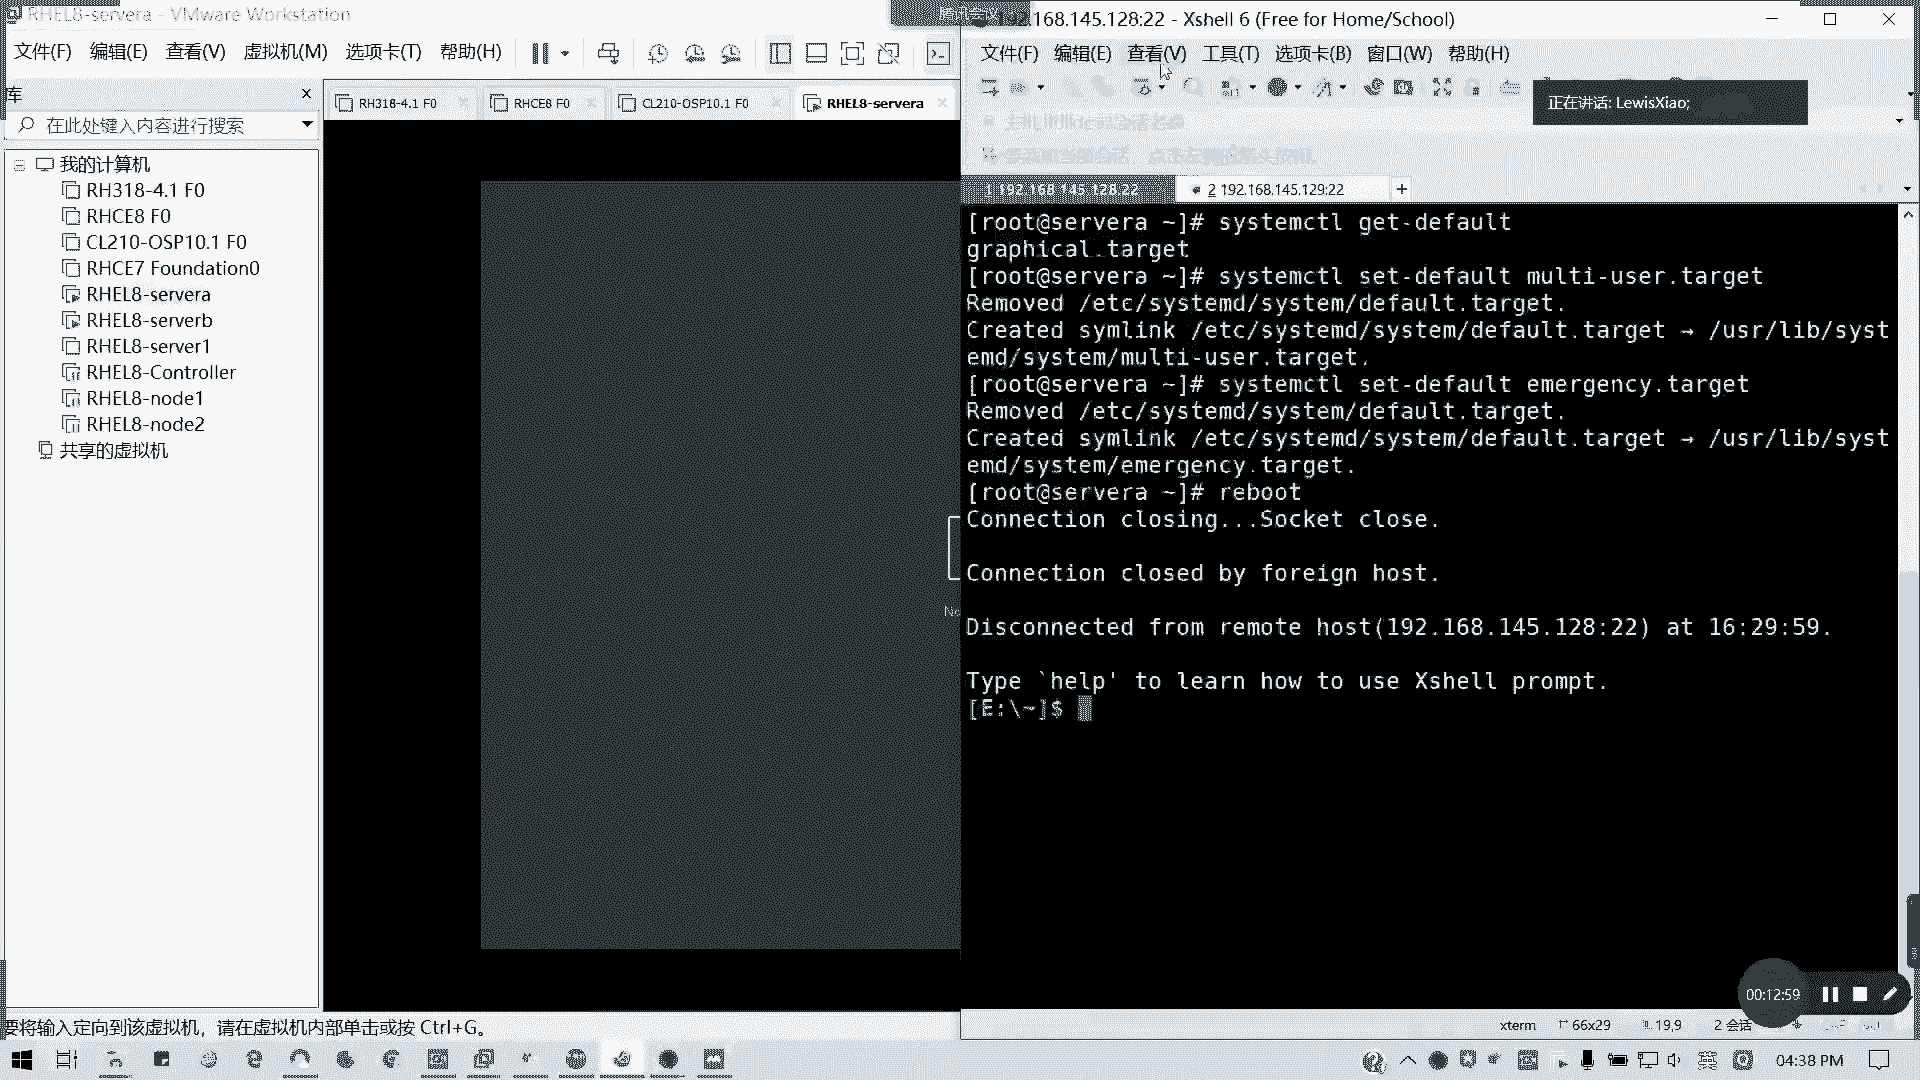 RHEL8-servera - VMware Workstation
文件(F) 编辑(E) 查看(V) 虚拟机(M) 选项卡(T) 帮助(H)
库
在此处键入内容进行搜索
我的计算机
RH318-4.1 F0
RHCE8 F0
CL210-OSP10.1 F0
RHCE7 Foundation0
RHEL8-servera
RHEL8-serverb
RHEL8-server1
RHEL8-Controller
RHEL8-node1
RHEL8-node2
共享的虚拟机
RH318-4.1 F0
RHCE8 F0
CL210-OSP10.1 F0
RHEL8-servera
No
要将输入定向到该虚拟机，请在虚拟机内部单击或按 Ctrl+G。
腾讯会议
192.168.145.128:22 - Xshell 6 (Free for Home/School)
文件(F) 编辑(E) 查看(V) 工具(T) 选项卡(B) 窗口(W) 帮助(H)
正在讲话: LewisXiao;
1 192.168.145.128:22
2 192.168.145.129:22
[root@servera ~]# systemctl get-default
graphical.target
[root@servera ~]# systemctl set-default multi-user.target
Removed /etc/systemd/system/default.target.
Created symlink /etc/systemd/system/default.target → /usr/lib/syst
emd/system/multi-user.target.
[root@servera ~]# systemctl set-default emergency.target
Removed /etc/systemd/system/default.target.
Created symlink /etc/systemd/system/default.target → /usr/lib/syst
emd/system/emergency.target.
[root@servera ~]# reboot
Connection closing...Socket close.
Connection closed by foreign host.
Disconnected from remote host(192.168.145.128:22) at 16:29:59.
Type `help' to learn how to use Xshell prompt.
[E:\~]$
00:12:59
xterm
66x29
19,9
2 会话
英
04:38 PM